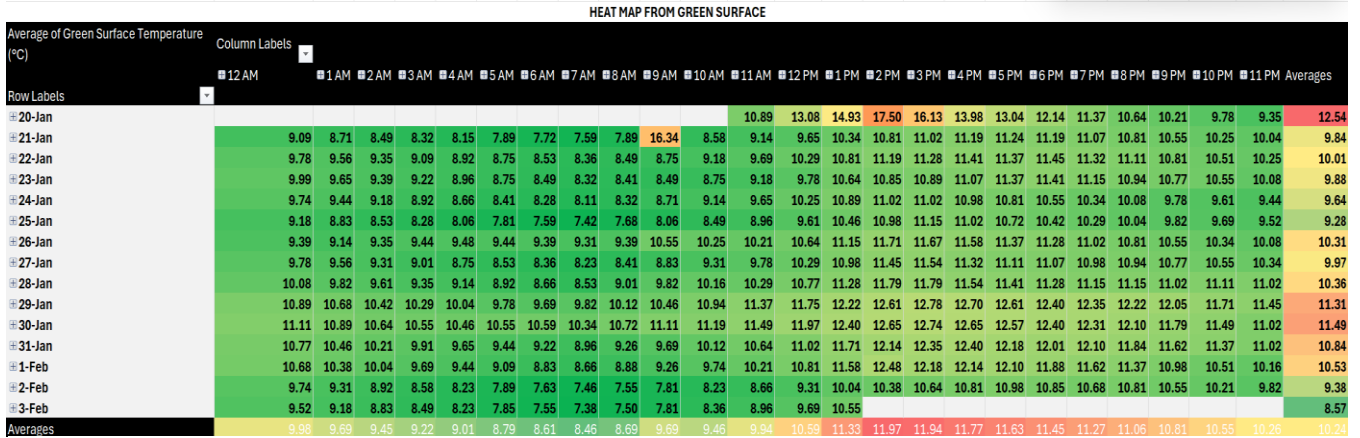 HEAT MAP FROM GREEN SURFACE
Average of Green Surface Temperature (°C) Column Labels
12 AM 1 AM 2 AM 3 AM 4 AM 5 AM 6 AM 7 AM 8 AM 9 AM 10 AM 11 AM 12 PM 1 PM 2 PM 3 PM 4 PM 5 PM 6 PM 7 PM 8 PM 9 PM 10 PM 11 PM Averages
Row Labels
20-Jan 10.89 13.08 14.93 17.50 16.13 13.98 13.04 12.14 11.37 10.64 10.21 9.78 9.35 12.54
21-Jan 9.09 8.71 8.49 8.32 8.15 7.89 7.72 7.59 7.89 16.34 8.58 9.14 9.65 10.34 10.81 11.02 11.19 11.24 11.19 11.07 10.81 10.55 10.25 10.04 9.84
22-Jan 9.78 9.56 9.35 9.09 8.92 8.75 8.53 8.36 8.49 8.75 9.18 9.69 10.29 10.81 11.19 11.28 11.41 11.37 11.45 11.32 11.11 10.81 10.51 10.25 10.01
23-Jan 9.99 9.65 9.39 9.22 8.96 8.75 8.49 8.32 8.41 8.49 8.75 9.18 9.78 10.64 10.85 10.89 11.07 11.37 11.41 11.15 10.94 10.77 10.55 10.08 9.88
24-Jan 9.74 9.44 9.18 8.92 8.66 8.41 8.28 8.11 8.32 8.71 9.14 9.65 10.25 10.89 11.02 11.02 10.98 10.81 10.55 10.34 10.08 9.78 9.61 9.44 9.64
25-Jan 9.18 8.83 8.53 8.28 8.06 7.81 7.59 7.42 7.68 8.06 8.49 8.96 9.61 10.46 10.98 11.15 11.02 10.72 10.42 10.29 10.04 9.82 9.69 9.52 9.28
26-Jan 9.39 9.14 9.35 9.44 9.48 9.44 9.39 9.31 9.39 10.55 10.25 10.21 10.64 11.15 11.71 11.67 11.58 11.37 11.28 11.02 10.81 10.55 10.34 10.08 10.31
27-Jan 9.78 9.56 9.31 9.01 8.75 8.53 8.36 8.23 8.41 8.83 9.31 9.78 10.29 10.98 11.45 11.54 11.32 11.11 11.07 10.98 10.94 10.77 10.55 10.34 9.97
28-Jan 10.08 9.82 9.61 9.35 9.14 8.92 8.66 8.53 9.01 9.82 10.16 10.29 10.77 11.28 11.79 11.79 11.54 11.41 11.28 11.15 11.15 11.02 11.11 11.02 10.36
29-Jan 10.89 10.68 10.42 10.29 10.04 9.78 9.69 9.82 10.12 10.46 10.94 11.37 11.75 12.22 12.61 12.78 12.70 12.61 12.40 12.35 12.22 12.05 11.71 11.45 11.31
30-Jan 11.11 10.89 10.64 10.55 10.46 10.55 10.59 10.34 10.72 11.11 11.19 11.49 11.97 12.40 12.65 12.74 12.65 12.57 12.40 12.31 12.10 11.79 11.49 11.02 11.49
31-Jan 10.77 10.46 10.21 9.91 9.65 9.44 9.22 8.96 9.26 9.69 10.12 10.64 11.02 11.71 12.14 12.35 12.40 12.18 12.01 12.10 11.84 11.62 11.37 11.02 10.84
1-Feb 10.68 10.38 10.04 9.69 9.44 9.09 8.83 8.66 8.88 9.26 9.74 10.21 10.81 11.58 12.48 12.18 12.14 12.10 11.88 11.62 11.37 10.98 10.51 10.16 10.53
2-Feb 9.74 9.31 8.92 8.58 8.23 7.89 7.63 7.46 7.55 7.81 8.23 8.66 9.31 10.04 10.38 10.64 10.81 10.98 10.85 10.68 10.81 10.55 10.21 9.82 9.38
3-Feb 9.52 9.18 8.83 8.49 8.23 7.85 7.55 7.38 7.50 7.81 8.36 8.96 9.69 10.55 8.57
Averages 9.98 9.69 9.45 9.22 9.01 8.79 8.61 8.46 8.69 9.69 9.46 9.94 10.59 11.33 11.97 11.94 11.77 11.63 11.45 11.27 11.06 10.81 10.55 10.26 10.24